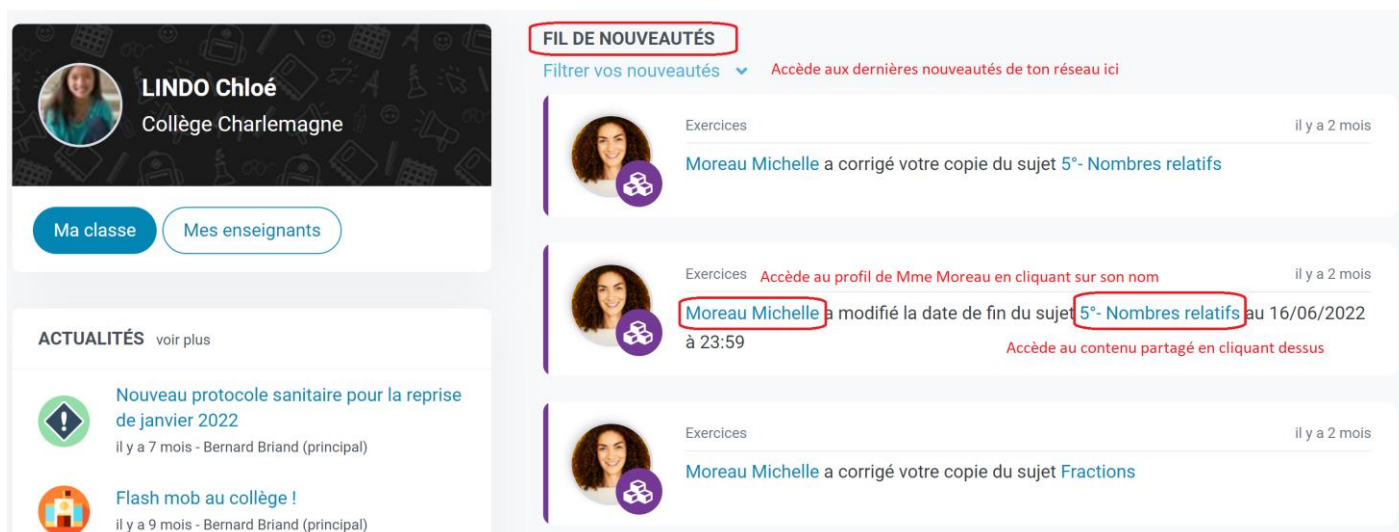 LINDO Chloé
Collège Charlemagne
Ma classe
Mes enseignants
ACTUALITÉS voir plus
Nouveau protocole sanitaire pour la reprise
de janvier 2022
il y a 7 mois - Bernard Briand (principal)
Flash mob au collège !
il y a 9 mois - Bernard Briand (principal)
FIL DE NOUVEAUTÉS
Filtrer vos nouveautés Accède aux dernières nouveautés de ton réseau ici
Exercices il y a 2 mois
Moreau Michelle a corrigé votre copie du sujet 5°- Nombres relatifs
Exercices Accède au profil de Mme Moreau en cliquant sur son nom il y a 2 mois
Moreau Michelle a modifié la date de fin du sujet 5°- Nombres relatifs au 16/06/2022
à 23:59 Accède au contenu partagé en cliquant dessus
Exercices il y a 2 mois
Moreau Michelle a corrigé votre copie du sujet Fractions